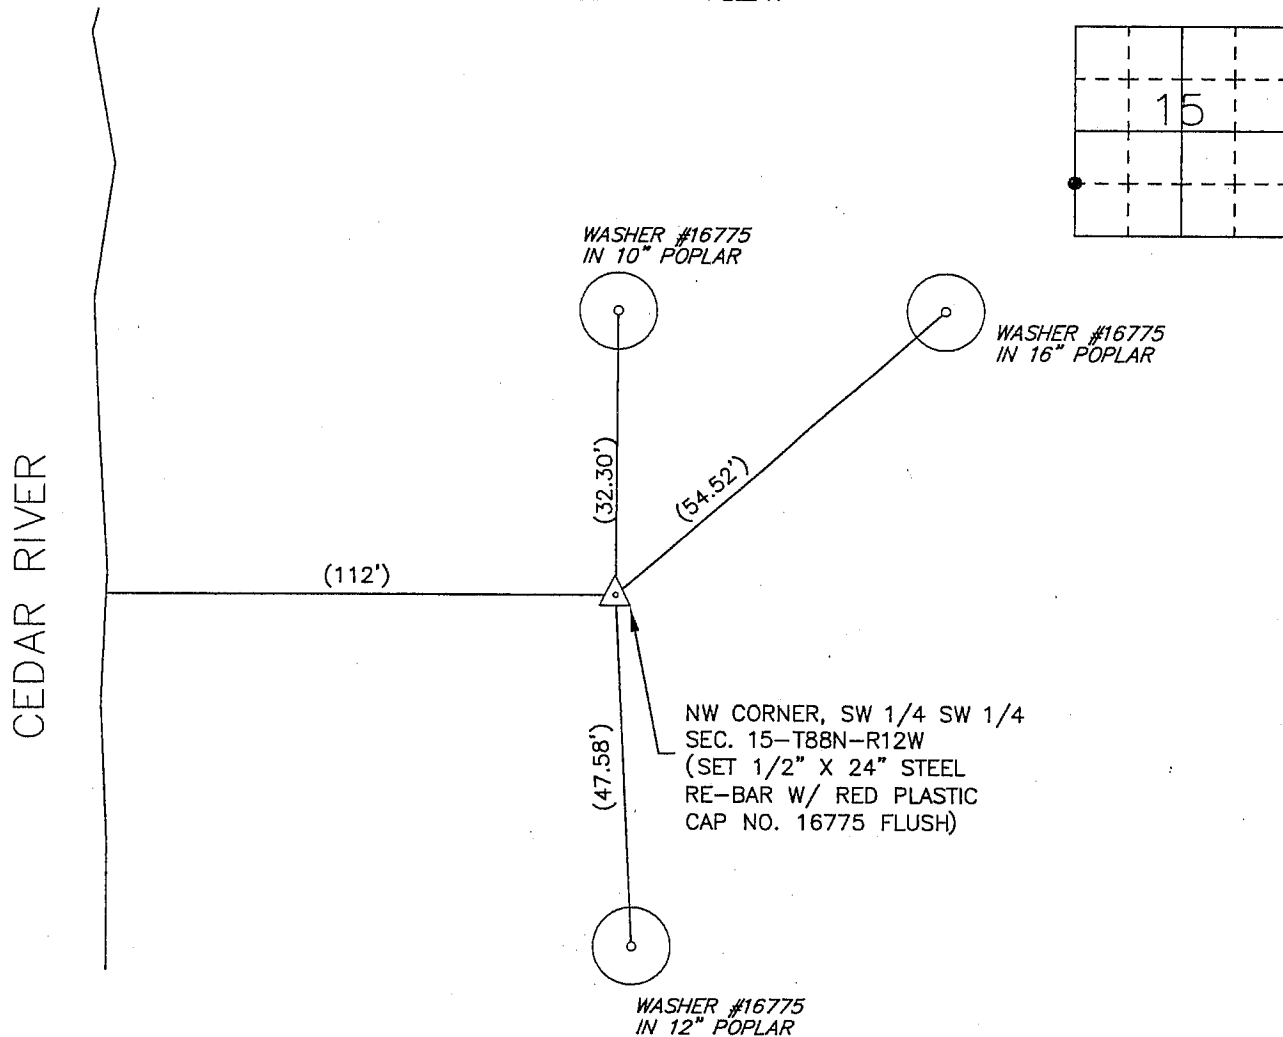 15
WASHER #16775
IN 10" POPLAR
WASHER #16775
IN 16" POPLAR
(32.30')
(54.52')
CEDAR RIVER
(112')
NW CORNER, SW 1/4 SW 1/4
SEC. 15-T88N-R12W
(SET 1/2" X 24" STEEL
RE-BAR W/ RED PLASTIC
CAP NO. 16775 FLUSH)
(47.58')
WASHER #16775
IN 12" POPLAR